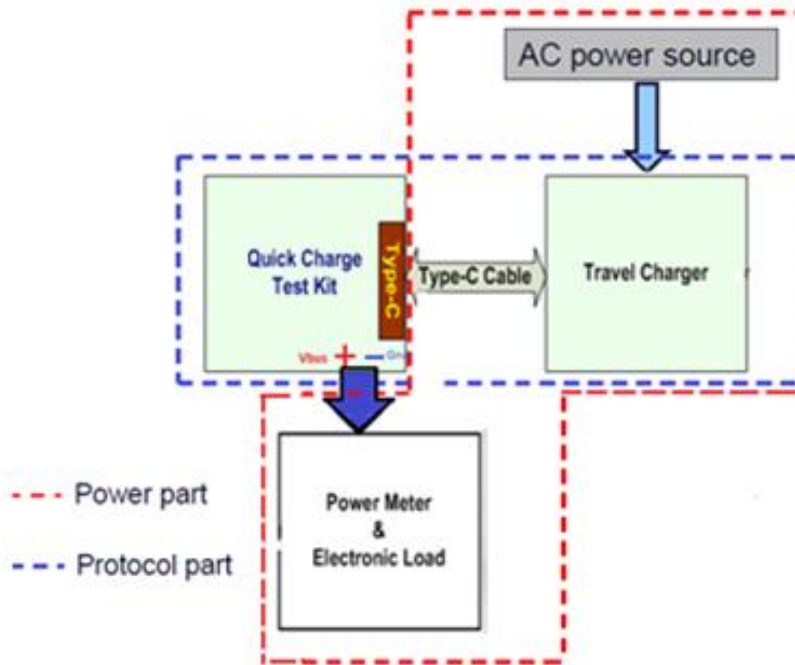 AC power source
Quick Charge
Test Kit
Type-C
Type-C Cable
Travel Charger
Vbus + −
Power Meter
&
Electronic Load
Power part
Protocol part